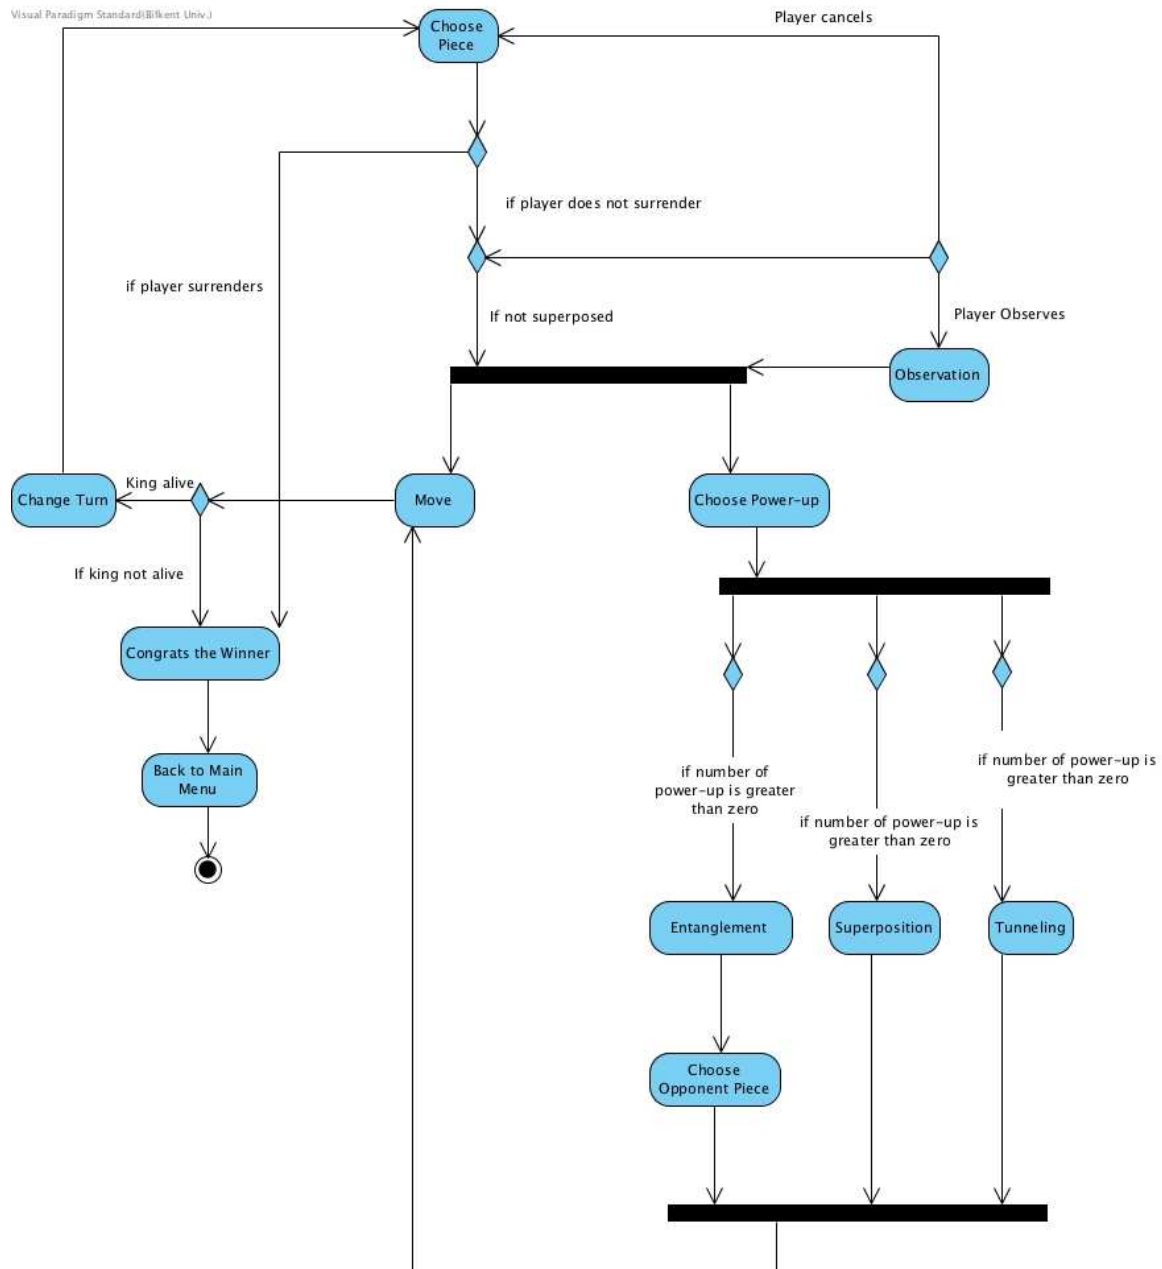 Visual Paradigm Standard(Bilkent Univ.)
Player cancels
Choose
Piece
if player does not surrender
if player surrenders
If not superposed
Player Observes
Observation
King alive
Change Turn
Move
Choose Power-up
If king not alive
Congrats the Winner
Back to Main
Menu
if number of
power-up is greater
than zero
if number of power-up is
greater than zero
if number of power-up is
greater than zero
Entanglement
Superposition
Tunneling
Choose
Opponent Piece